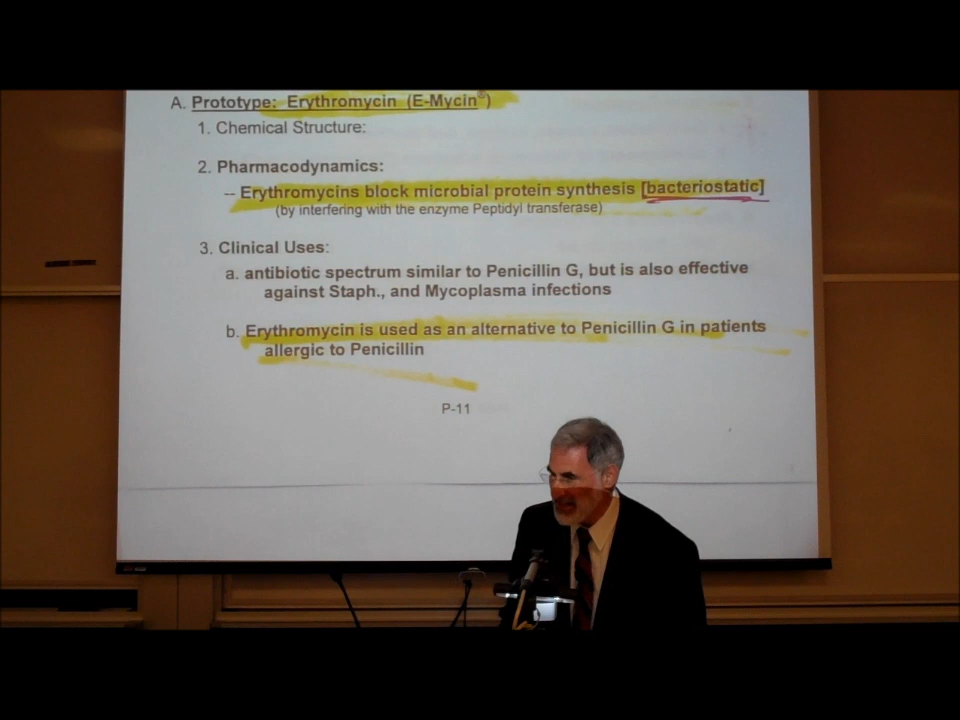 A. Prototype: Erythromycin (E-Mycin®)
1. Chemical Structure:
2. Pharmacodynamics:
-- Erythromycins block microbial protein synthesis [bacteriostatic]
(by interfering with the enzyme Peptidyl transferase)
3. Clinical Uses:
a. antibiotic spectrum similar to Penicillin G, but is also effective
against Staph., and Mycoplasma infections
b. Erythromycin is used as an alternative to Penicillin G in patients
allergic to Penicillin
P-11